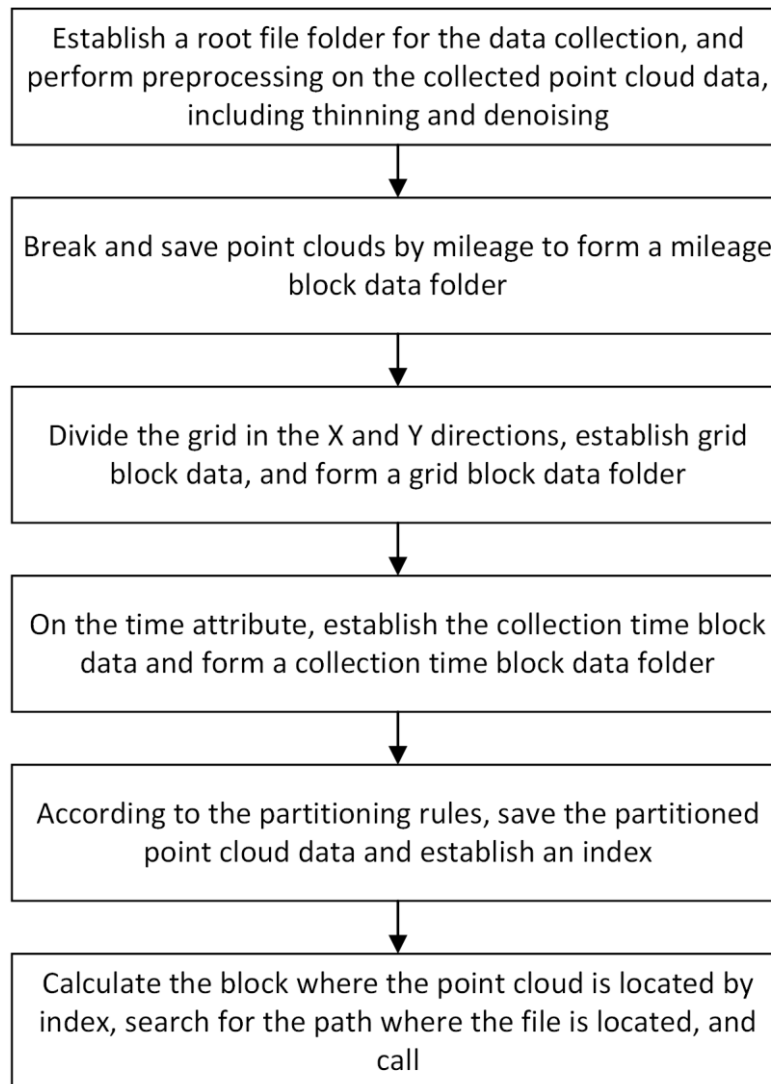 Establish a root file folder for the data collection, and
perform preprocessing on the collected point cloud data,
including thinning and denoising
Break and save point clouds by mileage to form a mileage
block data folder
Divide the grid in the X and Y directions, establish grid
block data, and form a grid block data folder
On the time attribute, establish the collection time block
data and form a collection time block data folder
According to the partitioning rules, save the partitioned
point cloud data and establish an index
Calculate the block where the point cloud is located by
index, search for the path where the file is located, and
call